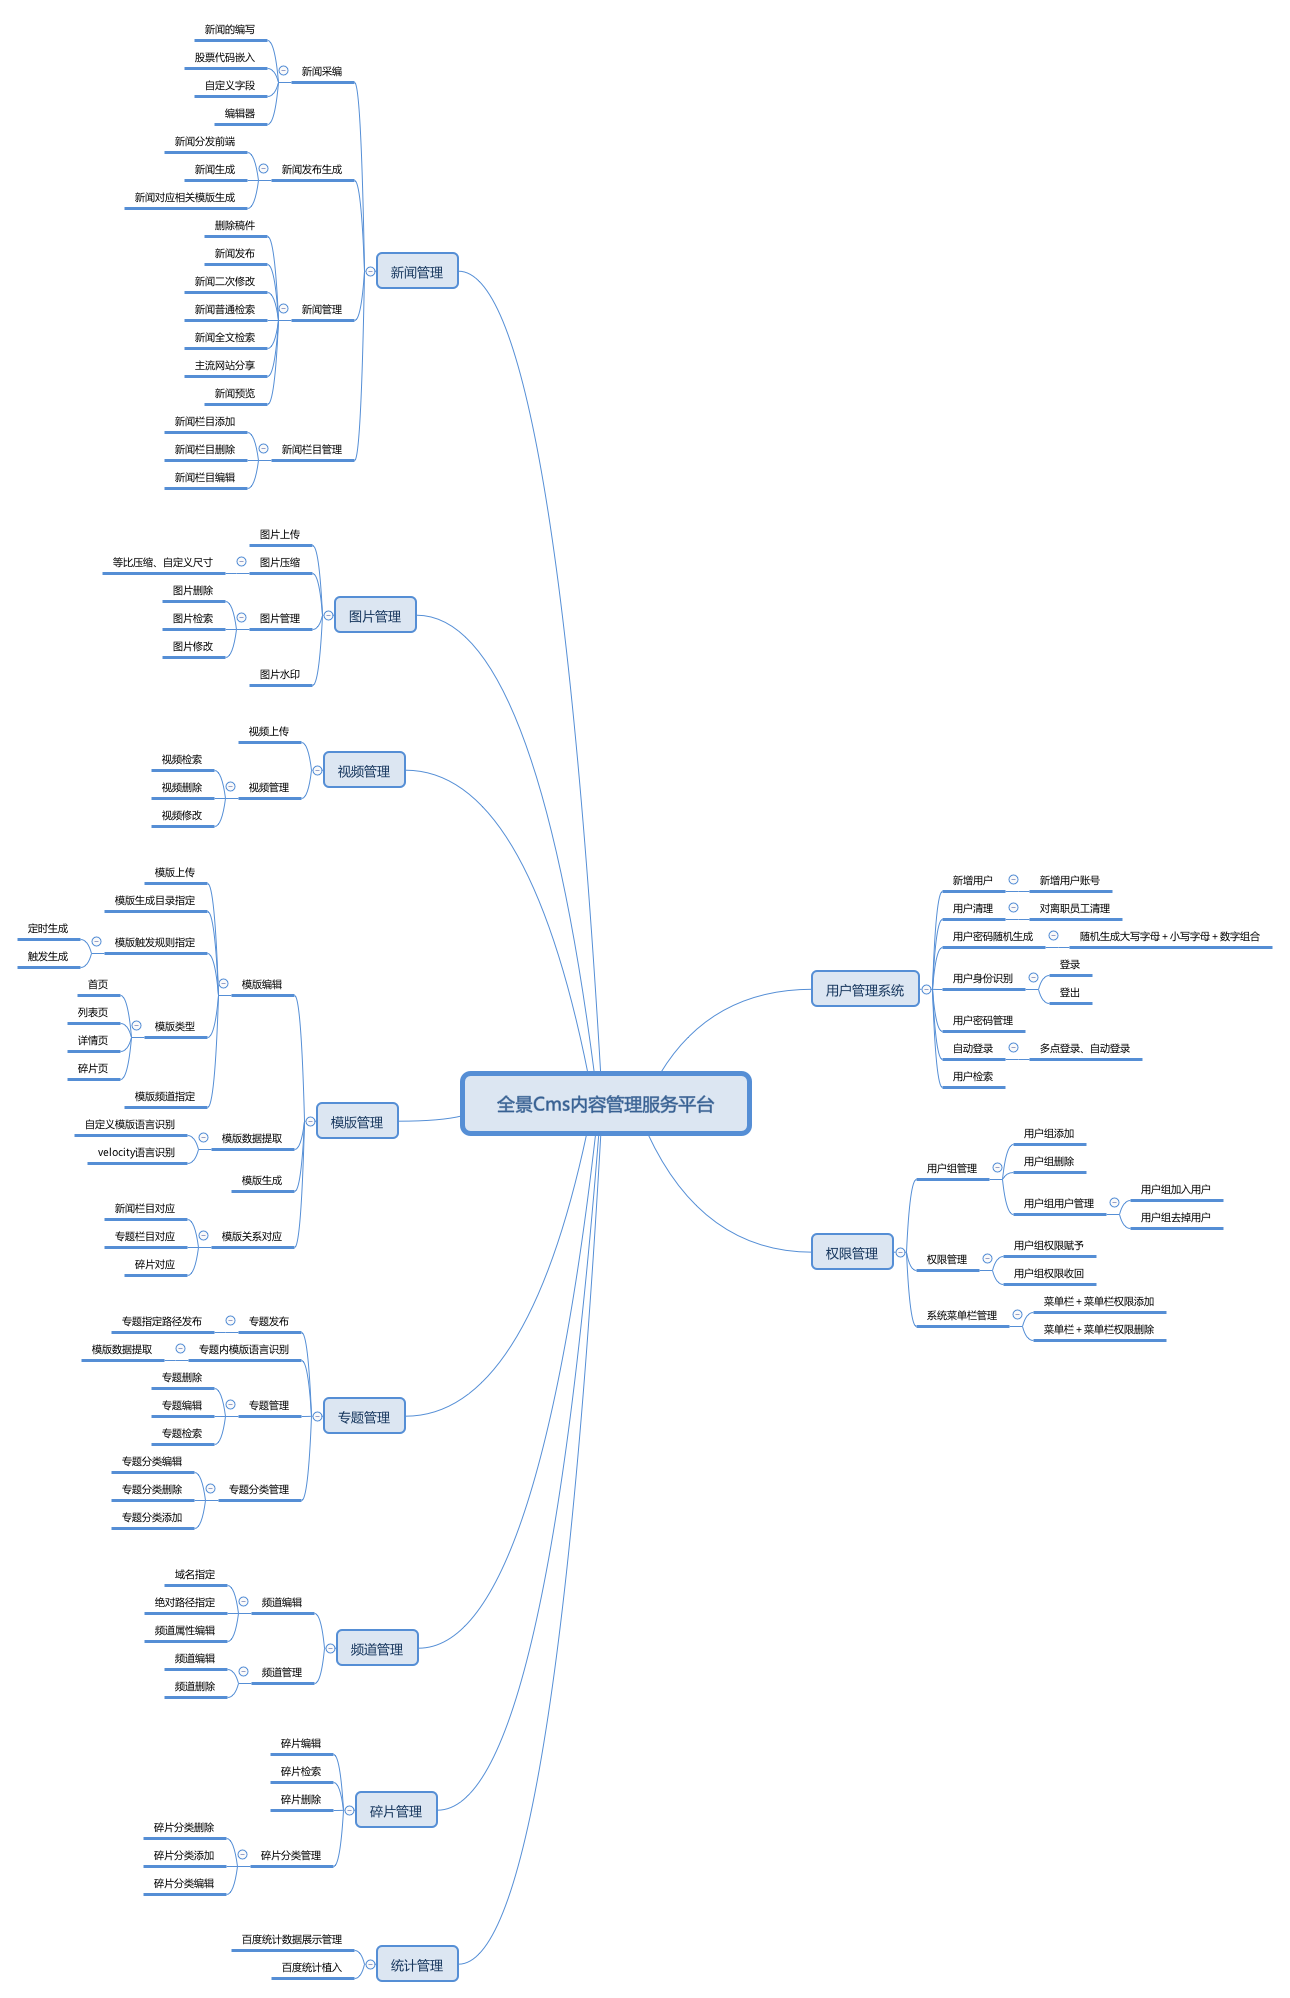 全景Cms内容管理服务平台
新闻管理
新闻采编
新闻的编写
股票代码嵌入
自定义字段
编辑器
新闻发布生成
新闻分发前端
新闻生成
新闻对应相关模版生成
新闻管理
删除稿件
新闻发布
新闻二次修改
新闻普通检索
新闻全文检索
主流网站分享
新闻预览
新闻栏目管理
新闻栏目添加
新闻栏目删除
新闻栏目编辑
图片管理
图片上传
图片压缩
等比压缩、自定义尺寸
图片管理
图片删除
图片检索
图片修改
图片水印
视频管理
视频上传
视频管理
视频检索
视频删除
视频修改
模版管理
模版编辑
模版上传
模版生成目录指定
模版触发规则指定
定时生成
触发生成
模版类型
首页
列表页
详情页
碎片页
模版频道指定
模版数据提取
自定义模版语言识别
velocity语言识别
模版生成
模版关系对应
新闻栏目对应
专题栏目对应
碎片对应
专题管理
专题发布
专题指定路径发布
专题内模版语言识别
模版数据提取
专题管理
专题删除
专题编辑
专题检索
专题分类管理
专题分类编辑
专题分类删除
专题分类添加
频道管理
频道编辑
域名指定
绝对路径指定
频道属性编辑
频道管理
频道编辑
频道删除
碎片管理
碎片编辑
碎片检索
碎片删除
碎片分类管理
碎片分类删除
碎片分类添加
碎片分类编辑
统计管理
百度统计数据展示管理
百度统计植入
用户管理系统
新增用户
新增用户账号
用户清理
对离职员工清理
用户密码随机生成
随机生成大写字母 + 小写字母 + 数字组合
用户身份识别
登录
登出
用户密码管理
自动登录
多点登录、自动登录
用户检索
权限管理
用户组管理
用户组添加
用户组删除
用户组用户管理
用户组加入用户
用户组去掉用户
权限管理
用户组权限赋予
用户组权限收回
系统菜单栏管理
菜单栏 + 菜单栏权限添加
菜单栏 + 菜单栏权限删除